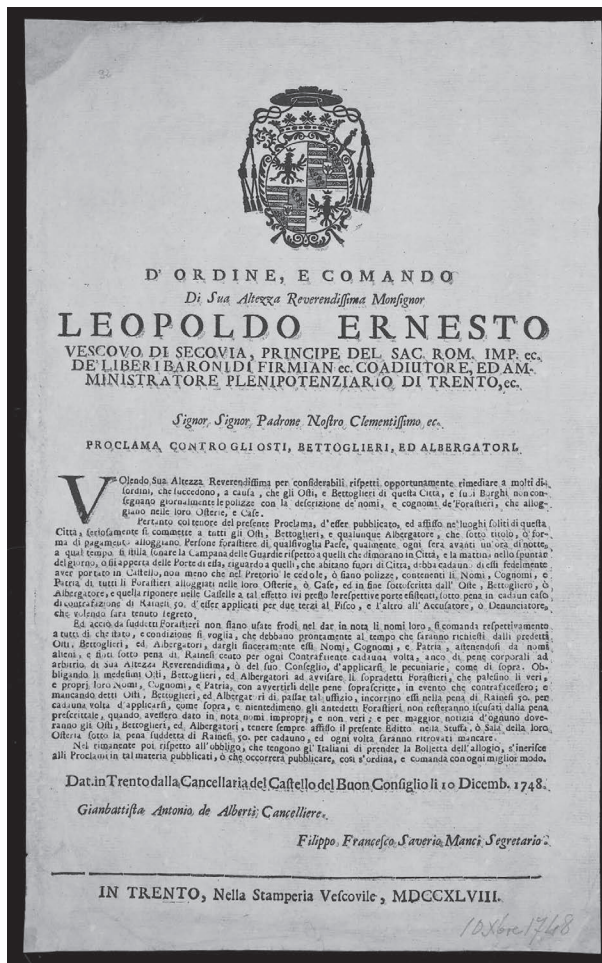 D'ORDINE, E COMANDO
Di Sua Altezza Reverendissima Monsignor
LEOPOLDO ERNESTO
VESCOVO DI SECOVIA, PRINCIPE DEL SAC. ROM. IMP. ec.
DE' LIBERI BARONI DI FIRMIAN ec. COADIUTORE, ED AM-
MINISTRATORE PLENIPOTENZIARIO DI TRENTO, ec.
Signor Signor Padrone Nostro Clementissimo ec.
PROCLAMA CONTRO GLI OSTI, BETTOGLIERI, ED ALBERGATORI.
VOlendo Sua Altezza Reverendissima per considerabili rispetti opportunamente rimediare a molti di-
sordini, che succedono, a causa, che gli Osti, e Bettoglieri di questa Città, e suoi Borghi non con-
segnano giornalmente le polizze con la descrizione de' nomi, e cognomi de' Forastieri, che allog-
giano nelle loro Osterie, e Case.
Pertanto col tenore del presente Proclama, d'esser pubblicato, ed affisso ne' luoghi soliti di questa
Città, seriosamente si commette a tutti gli Osti, Bettoglieri, e qualunque Albergatore, che sotto titolo, ò for-
ma di pagamento alloggiano Persone forastiere di qualsivoglia Paese, qualmente ogni sera avanti un'ora di notte,
a qual tempo si stila sonare la Campana delle Guardie rispetto a quelli che dimorano in Città, e la mattina nello spuntar
del giorno, o sij apperta delle Porte di essa, riguardo a quelli, che abitano fuori di Città, debba cadauno di essi fedelmente
aver portato in Castello, non meno che nel Pretorio le cedole, ò siano polizze, contenenti li Nomi, Cognomi, e
Patria di tutti li Forastieri alloggiati nelle loro Osterie, ò Case, ed in fine sottoscritta dall'Oste, Bettogliero, ò
Albergatore, e quella riponere nelle Casselle a tal effetto ivi presso le respettive porte esistenti, sotto pena in cadaun caso
di contrafazione di Rainesi 50. d'esser applicati per due terzi al Fisco, e l'altro all'Accusatore, ò Denunciatore,
che volendo sarà tenuto segreto.
Ed acciò da suddetti Forastieri non siano usate frodi nel dar in nota li nomi loro, si comanda respettivamente
a tutti di che stato, e condizione si voglia, che debbano prontamente al tempo che saranno richiesti dalli predetti
Osti, Bettoglieri, ed Albergatori, dargli sinceramente essi Nomi, Cognomi, e Patria, astenendosi da nomi
alieni, e finti sotto pena di Rainesi cento per ogni Contrafsiente cadauna volta, anco di pene corporali ad
arbitrio di Sua Altezza Reverendissima, ò del suo Conseglio, d'applicarsi le pecuniarie, come di sopra. Ob-
bligando li medesimi Osti, Bettoglieri, ed Albergatori ad avvisare li sopradetti Forastieri, che palesino li veri,
e propri loro Nomi, Cognomi, e Patria, con avvertirli delle pene soprascritte, in evento che contrafacessero; e
mancando detti Osti, Bettoglieri, ed Albergatori di passar tal uffizio, incorrino essi nella pena di Rainesi 50. per
cadauna volta d'applicarsi, come sopra, e nientedimeno gli antedetti Forastieri non resteranno iscusati dalla pena
prescrittale, quando avessero dato in nota nomi improprj, e non veri; e per maggior notizia d'ognuno dove-
ranno gli Osti, Bettoglieri, ed Albergatori, tenere sempre affisso il presente Editto nella Stuffa, ò Sala della loro
Osteria sotto la pena suddetta di Rainesi 50. per cadauno, ed ogni volta saranno ritrovati mancare.
Nel rimanente poi rispetto all'obbligo, che tengono gl'Italiani di prender la Bolletta dell'allogio, s'inerisce
alli Proclami in tal materia pubblicati, ò che occorrerà pubblicare, così s'ordina, e comanda con ogni miglior modo.
Dat. in Trento dalla Cancellaria del Castello del Buon Consiglio li 10 Dicemb. 1748.
Gianbattista Antonio de Alberti Cancelliere.
Filippo Francesco Saverio Manci Segretario.
IN TRENTO, Nella Stamperia Vescovile, MDCCXLVIII.
10 Xbre 1748